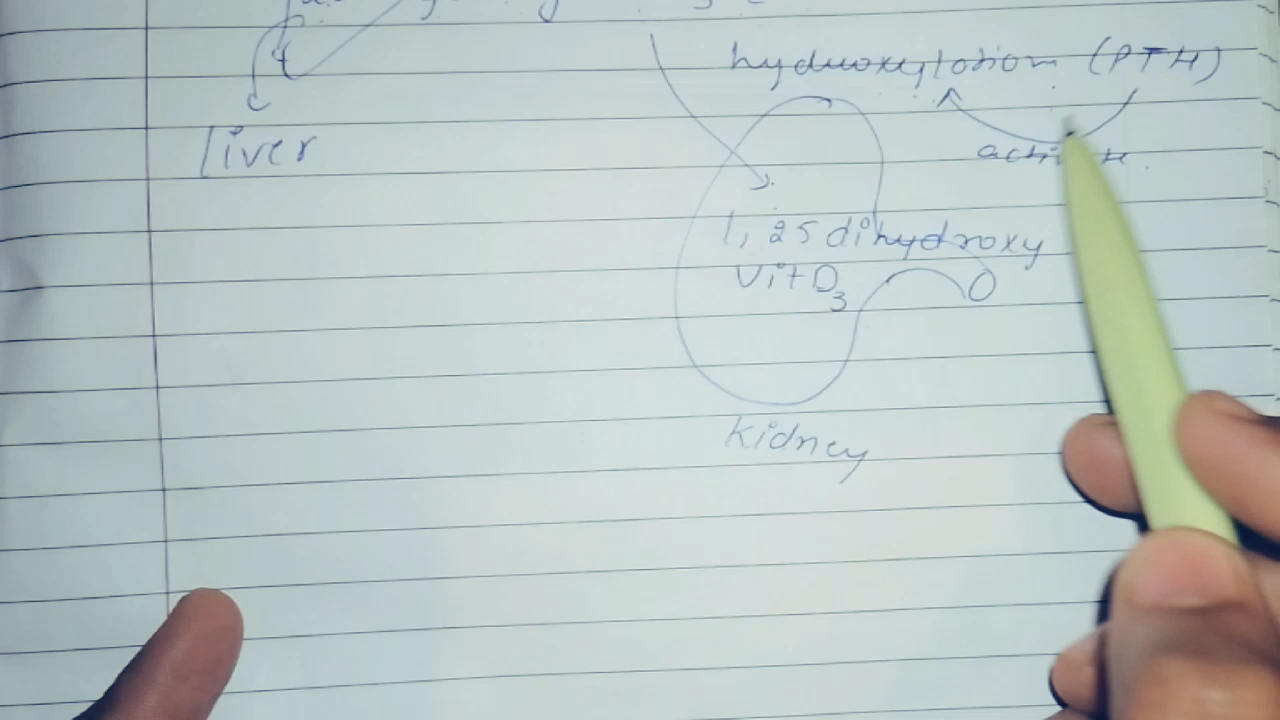 hydroxylation (PTH)
liver
1, 25 dihydroxy
Vit D3
kidney